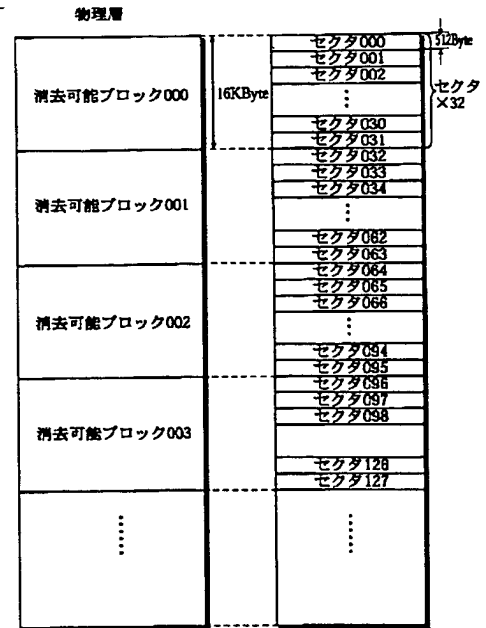 物理層
消去可能ブロック000
消去可能ブロック001
消去可能ブロック002
消去可能ブロック003
16KByte
セクタ000
セクタ001
セクタ002
セクタ030
セクタ031
セクタ032
セクタ033
セクタ034
セクタ062
セクタ063
セクタ064
セクタ065
セクタ066
セクタ094
セクタ095
セクタ096
セクタ097
セクタ098
セクタ126
セクタ127
512Byte
セクタ
×32